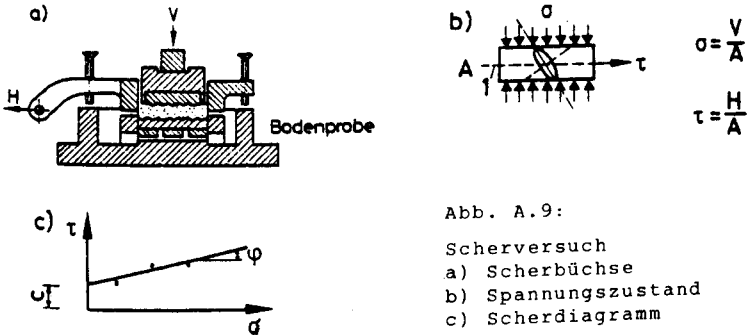 a)
V
H
Bodenprobe
b)
σ
A
τ
σ = V/A
τ = H/A
c)
τ
φ
c
σ
Abb. A.9:
Scherversuch
a) Scherbüchse
b) Spannungszustand
c) Scherdiagramm